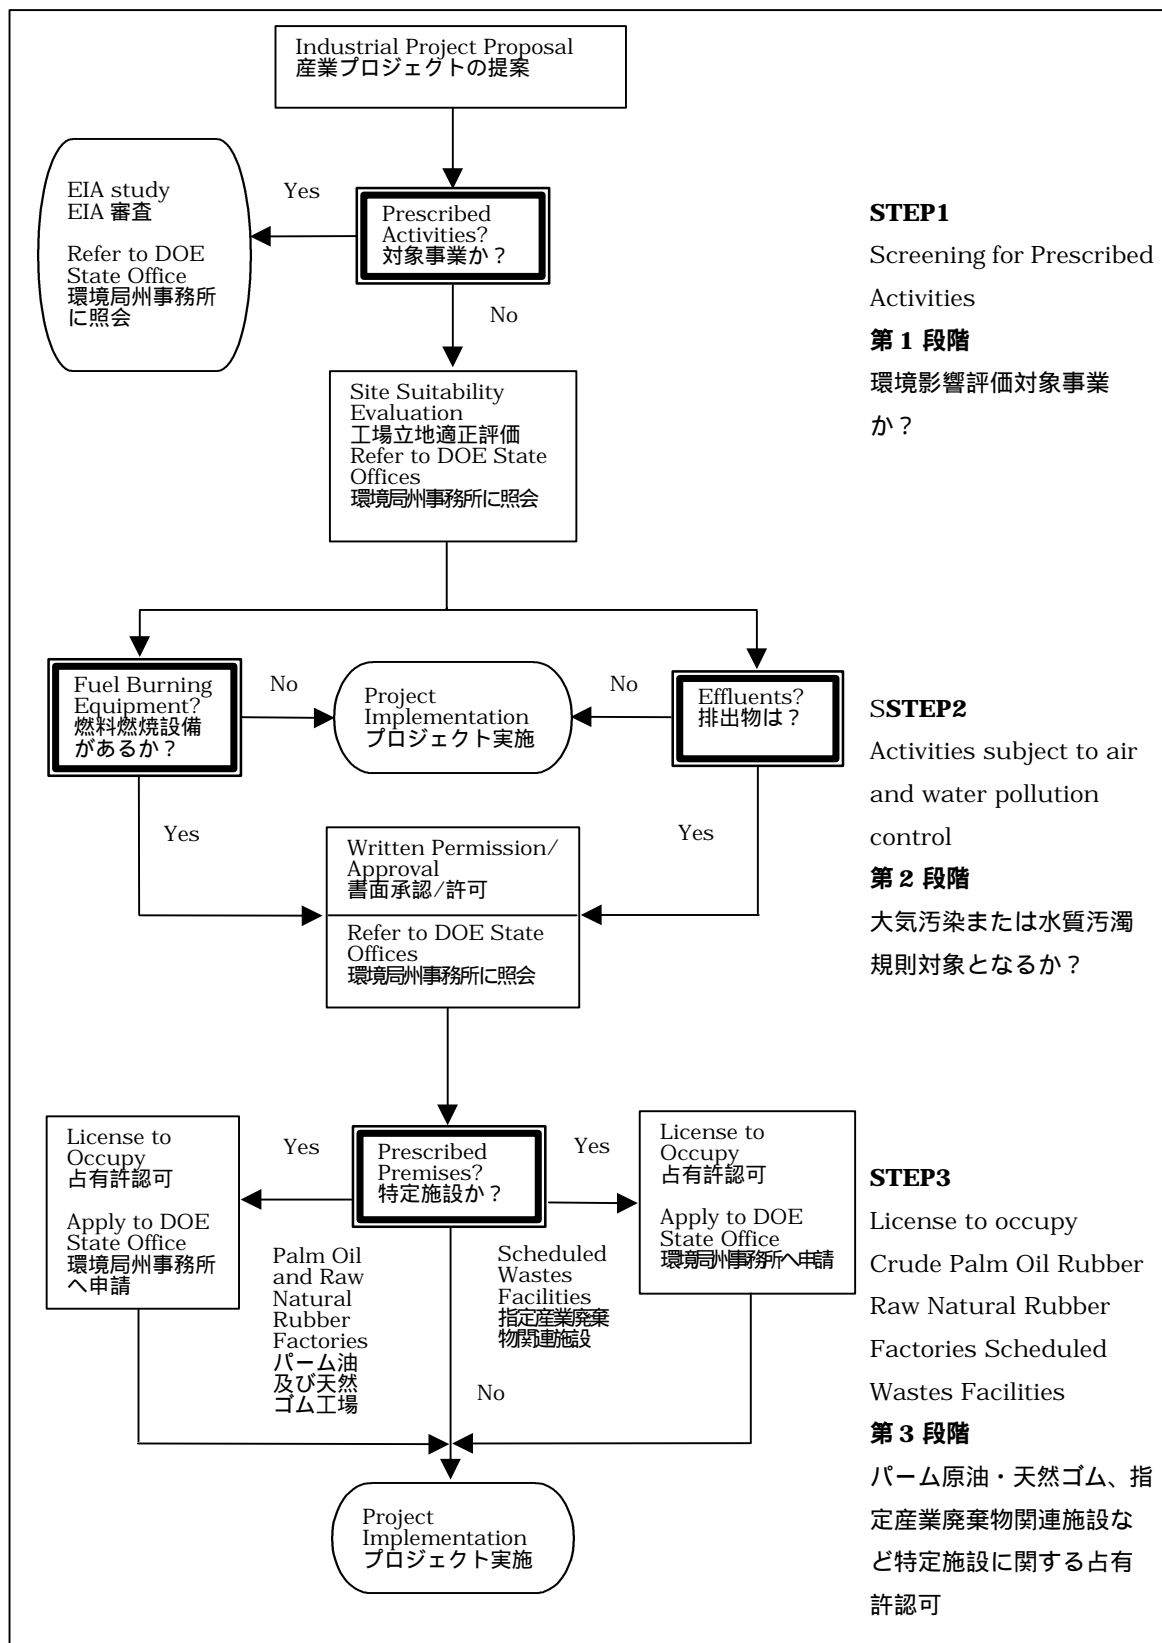 Industrial Project Proposal
産業プロジェクトの提案
EIA study
EIA 審査
Refer to DOE
State Office
環境局州事務所
に照会
Yes
Prescribed
Activities?
対象事業か？
No
STEP1
Screening for Prescribed
Activities
第 1 段階
環境影響評価対象事業
か？
Site Suitability
Evaluation
工場立地適正評価
Refer to DOE State
Offices
環境局州事務所に照会
Fuel Burning
Equipment?
燃料燃焼設備
があるか？
No
Project
Implementation
プロジェクト実施
No
Effluents?
排出物は？
Yes
Yes
SSTEP2
Activities subject to air
and water pollution
control
第 2 段階
大気汚染または水質汚濁
規則対象となるか？
Written Permission/
Approval
書面承認/許可
Refer to DOE State
Offices
環境局州事務所に照会
License to
Occupy
占有許認可
Apply to DOE
State Office
環境局州事務所
へ申請
Yes
Prescribed
Premises?
特定施設か？
Yes
License to
Occupy
占有許認可
Apply to DOE
State Office
環境局州事務所へ申請
Palm Oil
and Raw
Natural
Rubber
Factories
パーム油
及び天然
ゴム工場
Scheduled
Wastes
Facilities
指定産業廃棄
物関連施設
No
STEP3
License to occupy
Crude Palm Oil Rubber
Raw Natural Rubber
Factories Scheduled
Wastes Facilities
第 3 段階
パーム原油・天然ゴム、指
定産業廃棄物関連施設な
ど特定施設に関する占有
許認可
Project
Implementation
プロジェクト実施